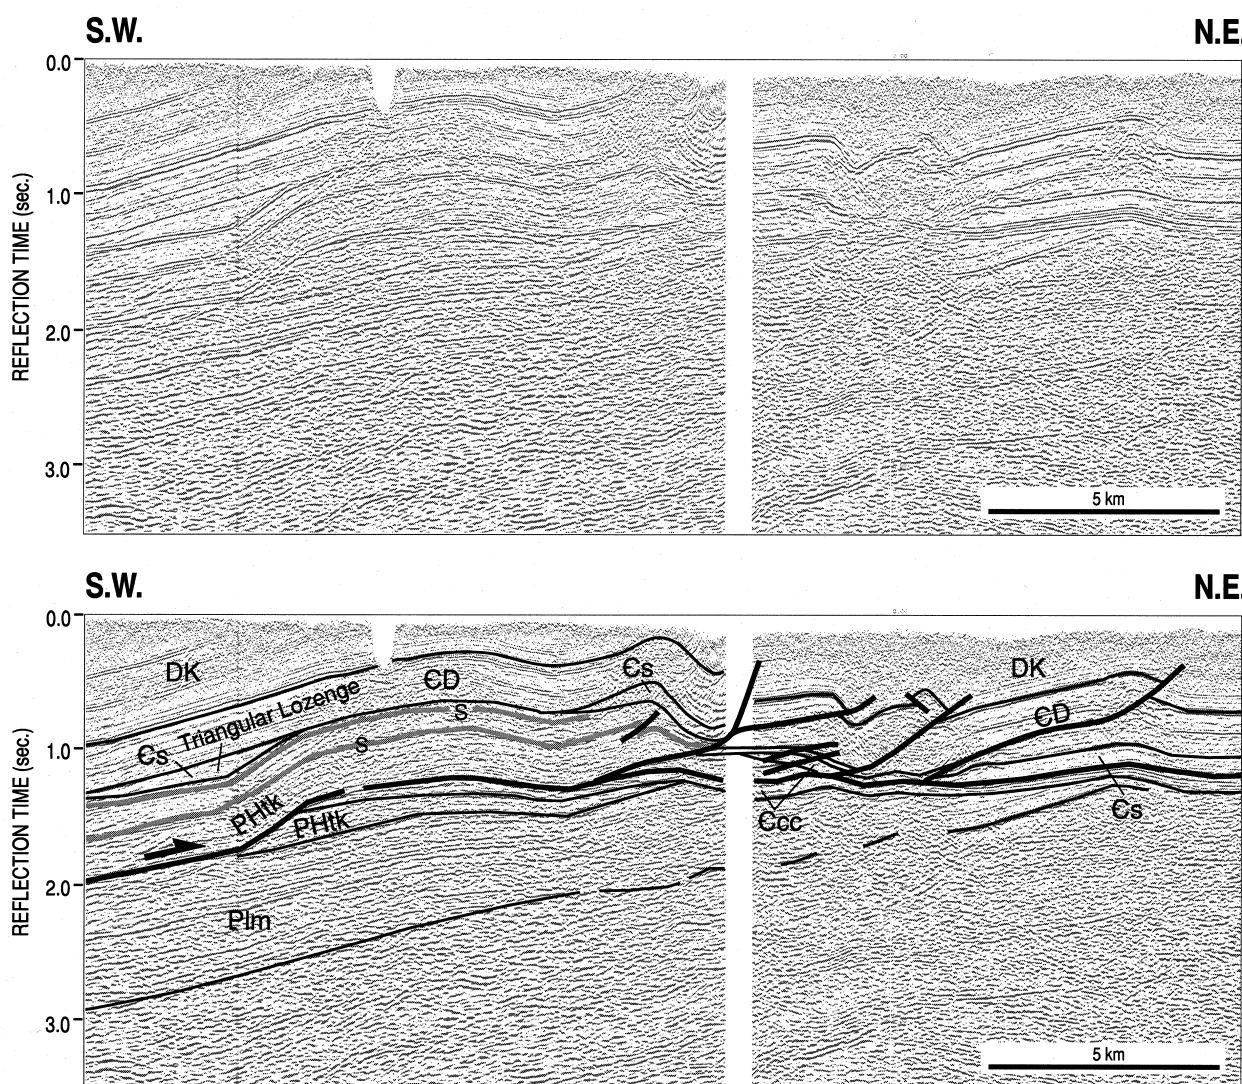 S.W.
N.E.
0.0
1.0
2.0
3.0
REFLECTION TIME (sec.)
5 km
S.W.
N.E.
0.0
1.0
2.0
3.0
REFLECTION TIME (sec.)
DK
Triangular Lozenge
ЄD
Єs
DK
S
Єs
ЄD
S
PHtk
PHtk
Єcc
Єs
PIm
5 km